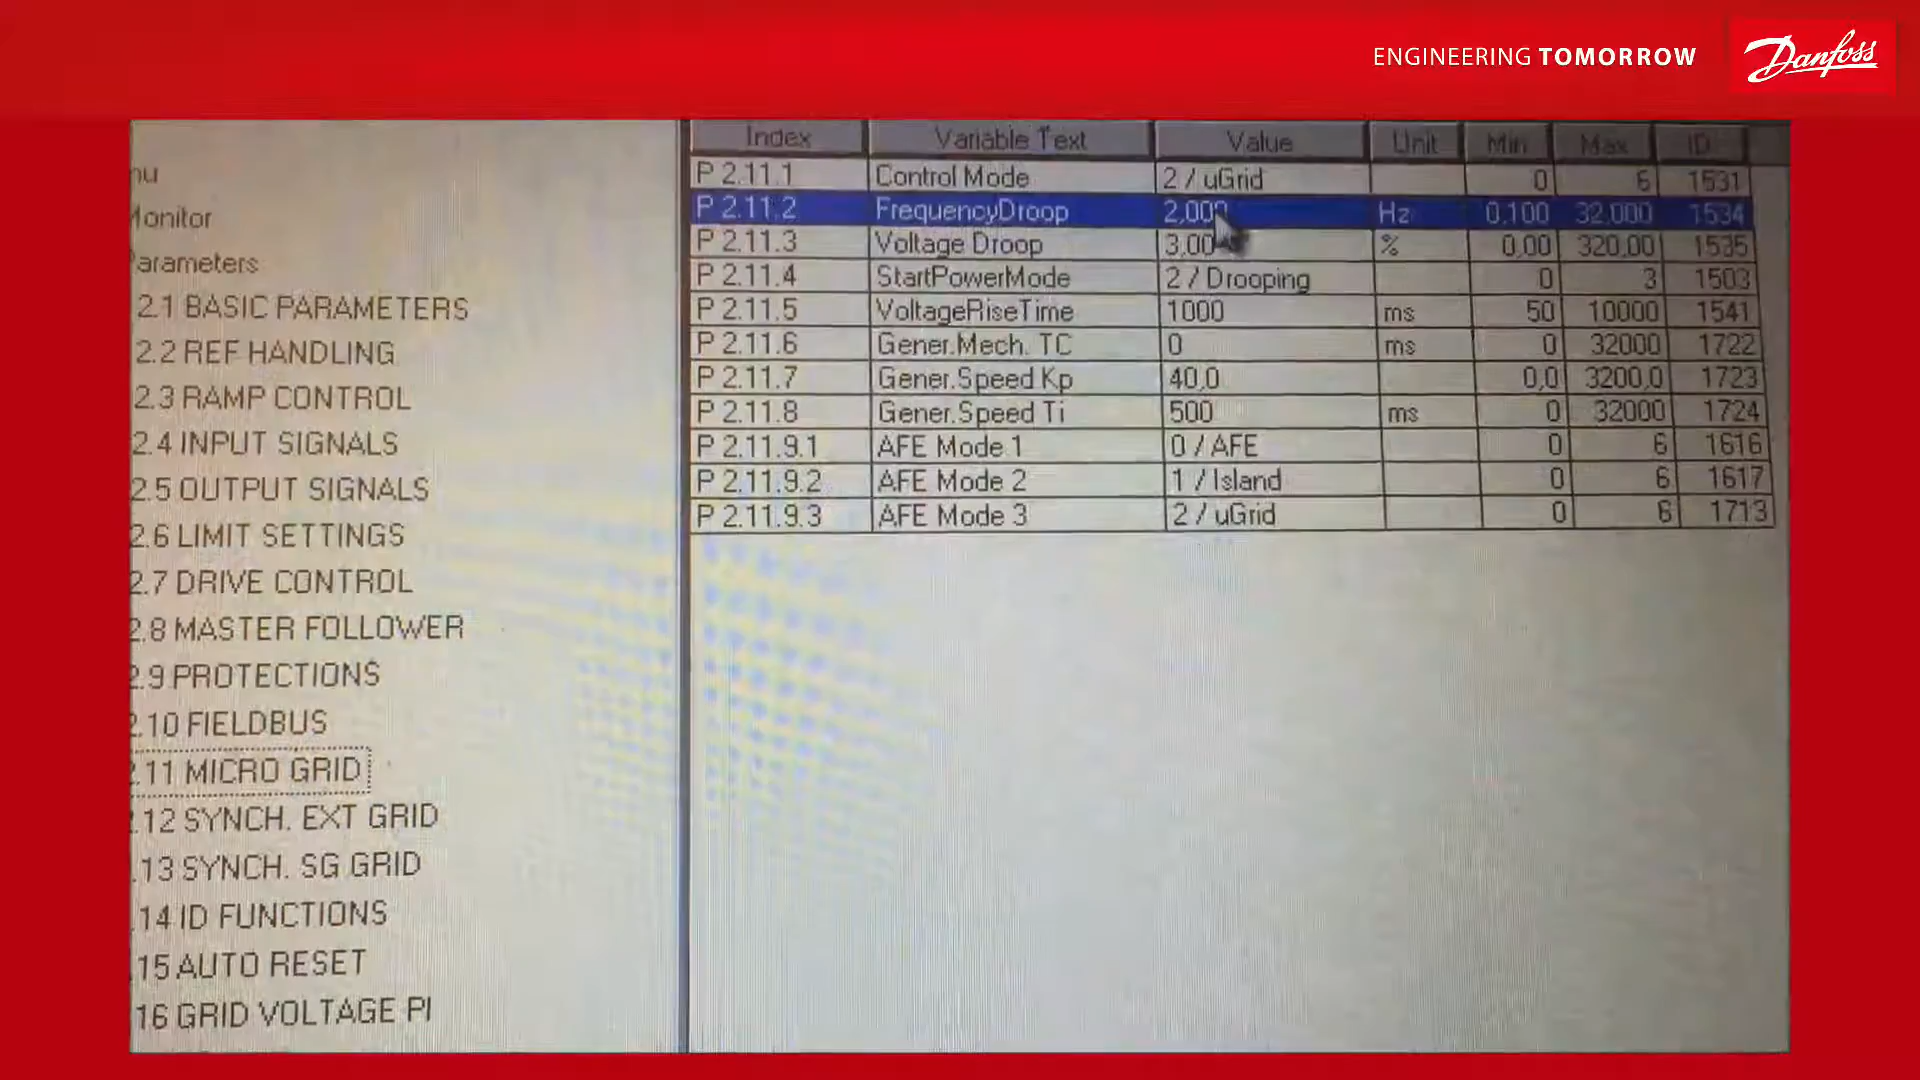 ENGINEERING TOMORROW
Danfoss
nu
Monitor
Parameters
2.1 BASIC PARAMETERS
2.2 REF HANDLING
2.3 RAMP CONTROL
2.4 INPUT SIGNALS
2.5 OUTPUT SIGNALS
2.6 LIMIT SETTINGS
2.7 DRIVE CONTROL
2.8 MASTER FOLLOWER
2.9 PROTECTIONS
2.10 FIELDBUS
.11 MICRO GRID
.12 SYNCH. EXT GRID
.13 SYNCH. SG GRID
.14 ID FUNCTIONS
.15 AUTO RESET
16 GRID VOLTAGE PI
Index Variable Text Value Unit Min Max ID
P 2.11.1 Control Mode 2 / uGrid 0 6 1531
P 2.11.2 FrequencyDroop 2,000 Hz 0,100 32,000 1534
P 2.11.3 Voltage Droop 3,00 % 0,00 320,00 1535
P 2.11.4 StartPowerMode 2 / Drooping 0 3 1503
P 2.11.5 VoltageRiseTime 1000 ms 50 10000 1541
P 2.11.6 Gener.Mech. TC 0 ms 0 32000 1722
P 2.11.7 Gener.Speed Kp 40,0 0,0 3200,0 1723
P 2.11.8 Gener.Speed Ti 500 ms 0 32000 1724
P 2.11.9.1 AFE Mode 1 0 / AFE 0 6 1616
P 2.11.9.2 AFE Mode 2 1 / Island 0 6 1617
P 2.11.9.3 AFE Mode 3 2 / uGrid 0 6 1713